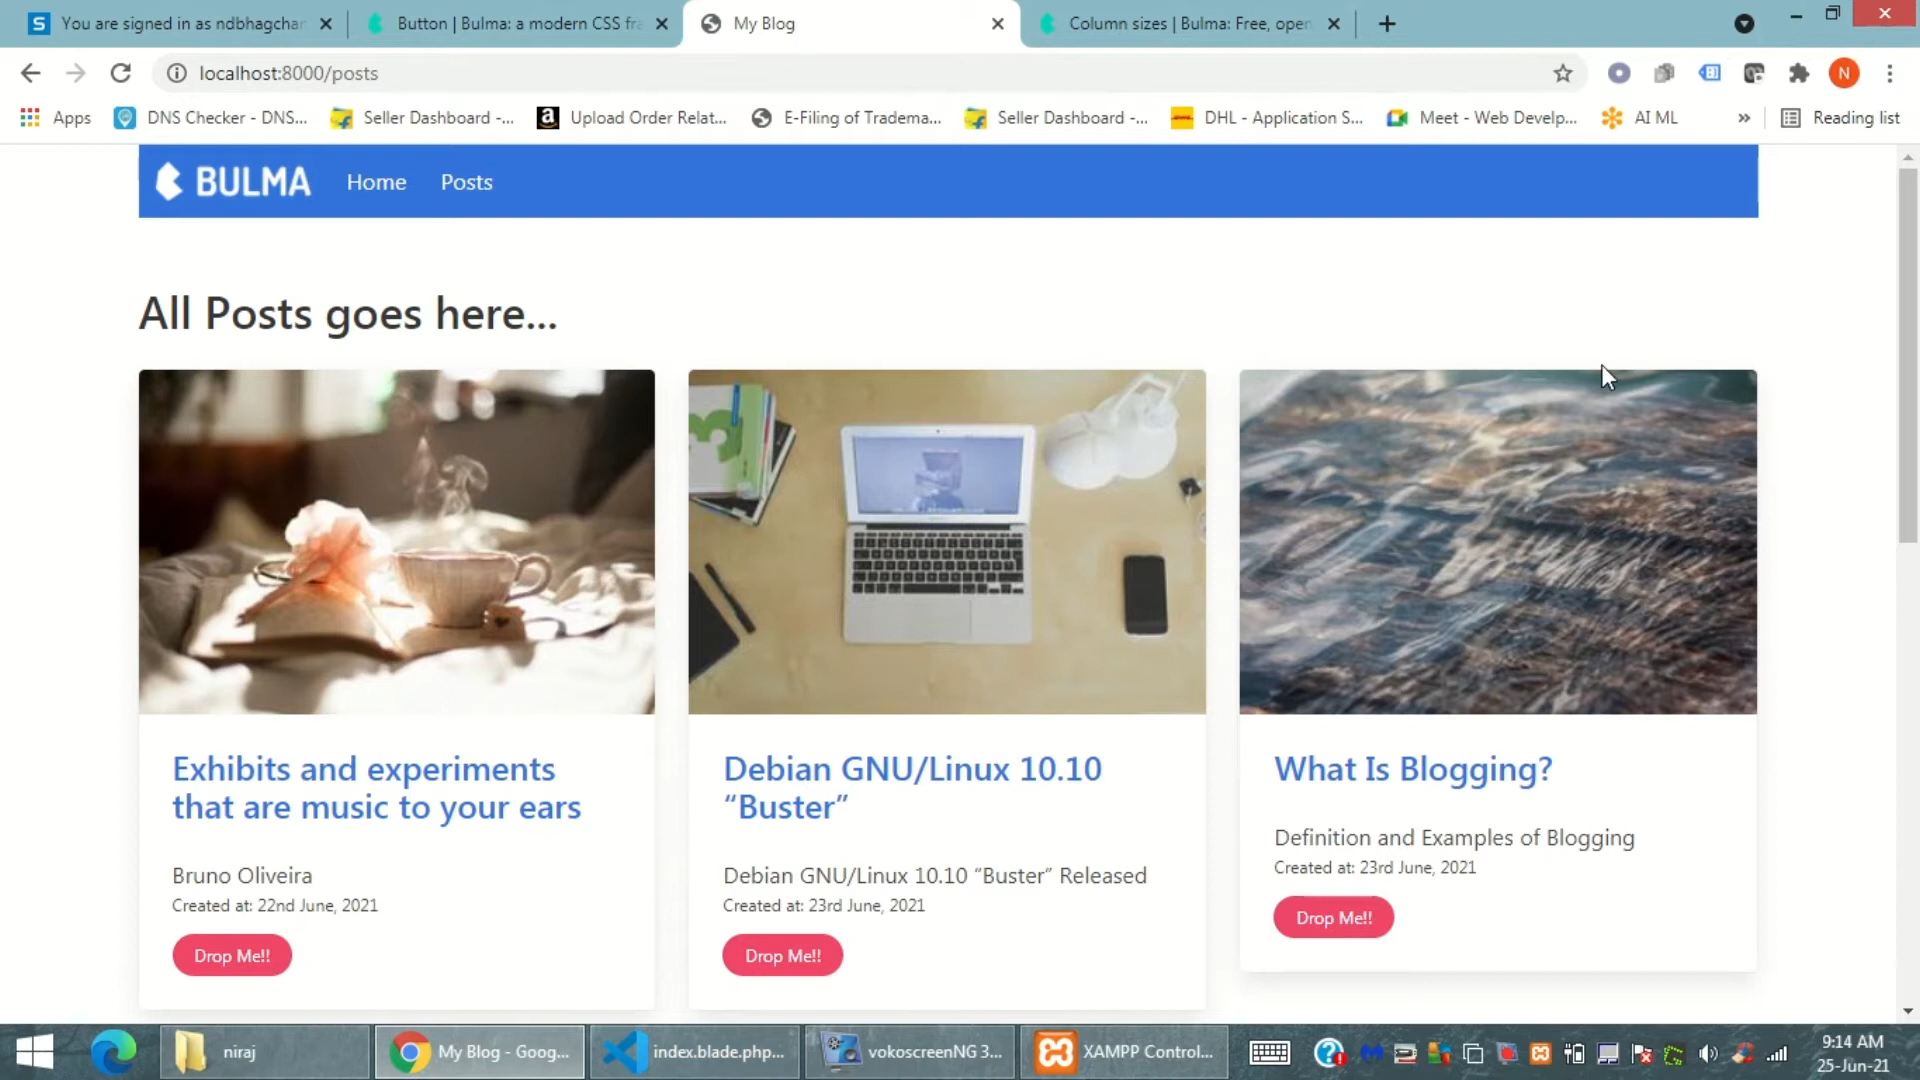 You are signed in as ndbhagchan
Button | Bulma: a modern CSS fra
My Blog
Column sizes | Bulma: Free, open
localhost:8000/posts
N
Apps
DNS Checker - DNS...
Seller Dashboard -...
Upload Order Relat...
E-Filing of Tradema...
Seller Dashboard -...
DHL - Application S...
Meet - Web Develp...
AI ML
»
Reading list
BULMA
Home
Posts
All Posts goes here...
Exhibits and experiments
that are music to your ears
Bruno Oliveira
Created at: 22nd June, 2021
Drop Me!!
Debian GNU/Linux 10.10
“Buster”
Debian GNU/Linux 10.10 “Buster” Released
Created at: 23rd June, 2021
Drop Me!!
What Is Blogging?
Definition and Examples of Blogging
Created at: 23rd June, 2021
Drop Me!!
niraj
My Blog - Goog...
index.blade.php...
vokoscreenNG 3...
XAMPP Control...
9:14 AM
25-Jun-21